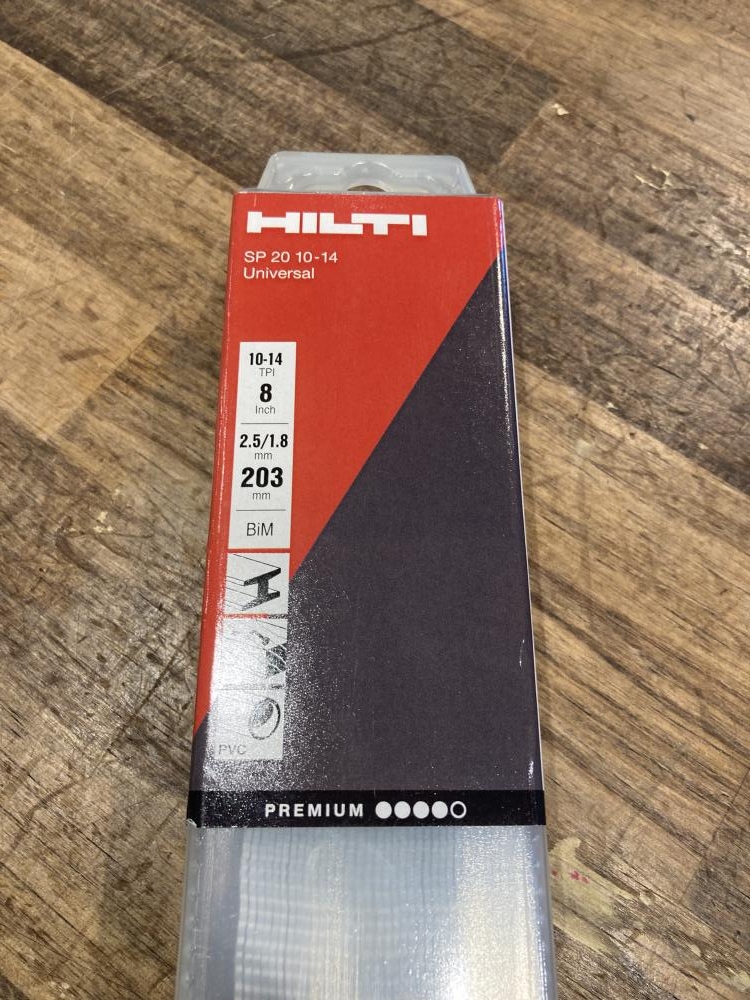 HILTI
SP 20 10-14
Universal
10-14
TPI
8
Inch
2.5/1.8
mm
203
mm
BiM
PVC
PREMIUM